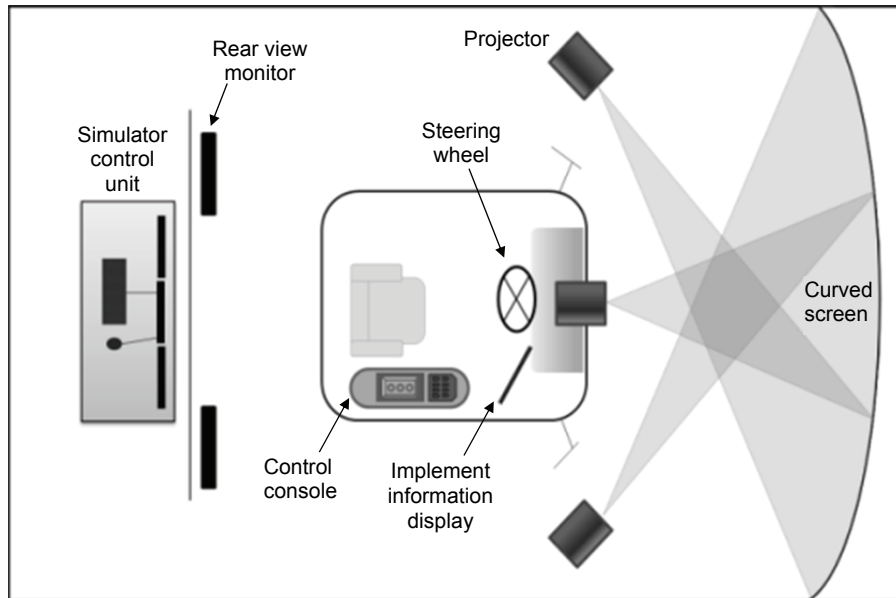 Rear view
monitor
Projector
Simulator
control
unit
Steering
wheel
Curved
screen
Control
console
Implement
information
display